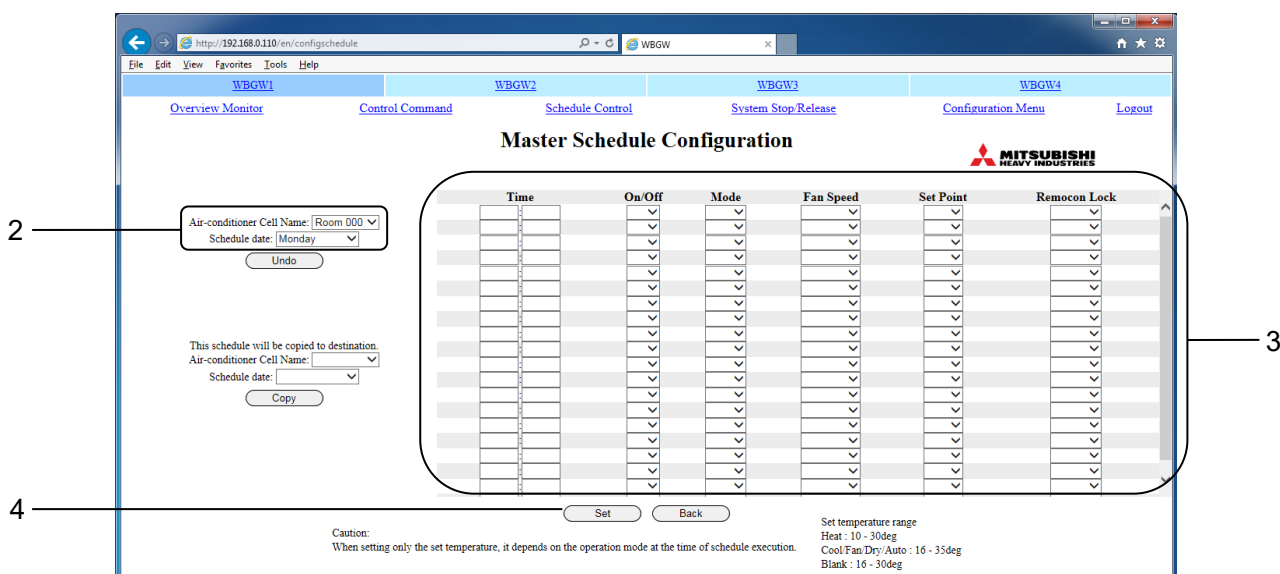 http://192.168.0.110/en/configschedule
WBGW
File Edit View Favorites Tools Help
WBGW1 WBGW2 WBGW3 WBGW4
Overview Monitor Control Command Schedule Control System Stop/Release Configuration Menu Logout
Master Schedule Configuration
MITSUBISHI
HEAVY INDUSTRIES
Time On/Off Mode Fan Speed Set Point Remocon Lock
2
Air-conditioner Cell Name: Room 000
Schedule date: Monday
Undo
This schedule will be copied to destination.
Air-conditioner Cell Name:
Schedule date:
Copy
3
4
Set Back
Caution:
When setting only the set temperature, it depends on the operation mode at the time of schedule execution.
Set temperature range
Heat : 10 - 30deg
Cool/Fan/Dry/Auto : 16 - 35deg
Blank : 16 - 30deg